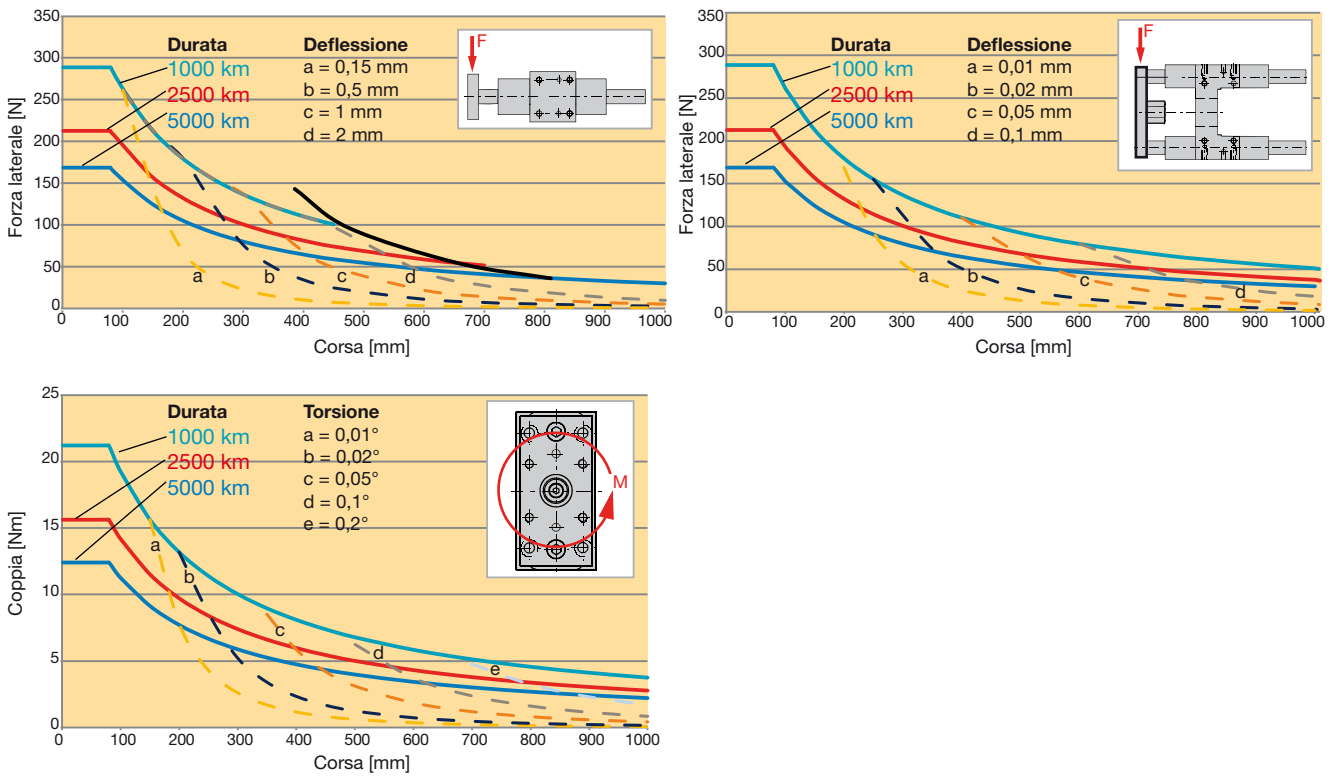 350
300
250
200
150
100
50
0
Forza laterale [N]
Durata
1000 km
2500 km
5000 km
Deflessione
a = 0,15 mm
b = 0,5 mm
c = 1 mm
d = 2 mm
F
a
b
c
d
0 100 200 300 400 500 600 700 800 900 1000
Corsa [mm]
350
300
250
200
150
100
50
0
Forza laterale [N]
Durata
1000 km
2500 km
5000 km
Deflessione
a = 0,01 mm
b = 0,02 mm
c = 0,05 mm
d = 0,1 mm
F
a
b
c
d
0 100 200 300 400 500 600 700 800 900 1000
Corsa [mm]
25
20
15
10
5
0
Coppia [Nm]
Durata
1000 km
2500 km
5000 km
Torsione
a = 0,01°
b = 0,02°
c = 0,05°
d = 0,1°
e = 0,2°
M
a
b
c
d
e
0 100 200 300 400 500 600 700 800 900 1000
Corsa [mm]